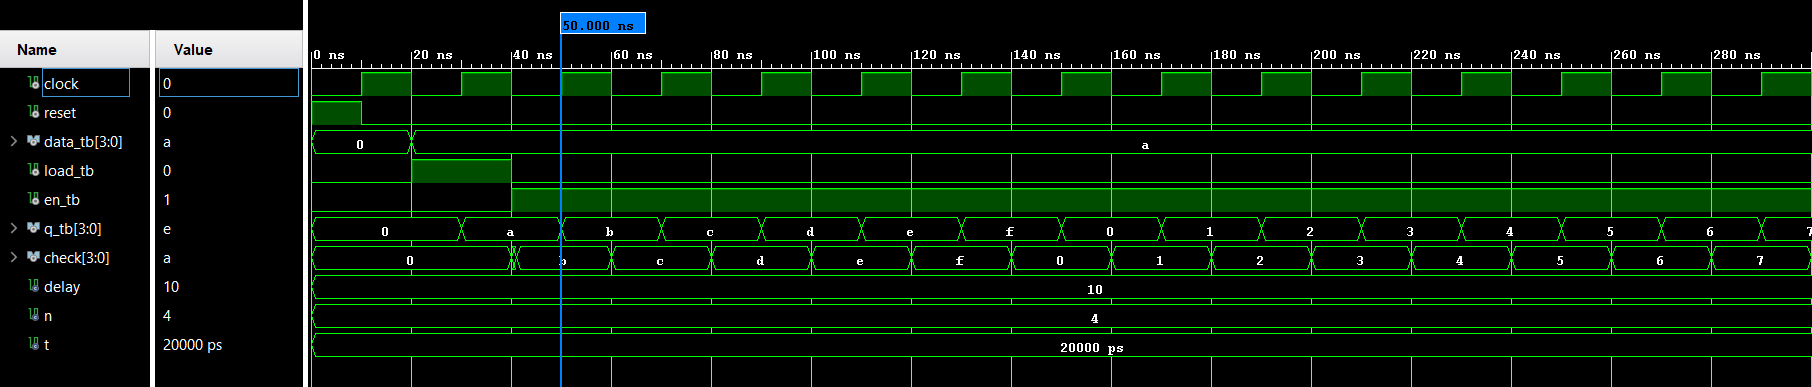 50.000 ns
Name Value
0 ns 20 ns 40 ns 60 ns 80 ns 100 ns 120 ns 140 ns 160 ns 180 ns 200 ns 220 ns 240 ns 260 ns 280 ns
clock 0
reset 0
data_tb[3:0] a 0 a
load_tb 0
en_tb 1
q_tb[3:0] e 0 a b c d e f 0 1 2 3 4 5 6 7
check[3:0] a 0 b c d e f 0 1 2 3 4 5 6 7
delay 10 10
n 4 4
t 20000 ps 20000 ps